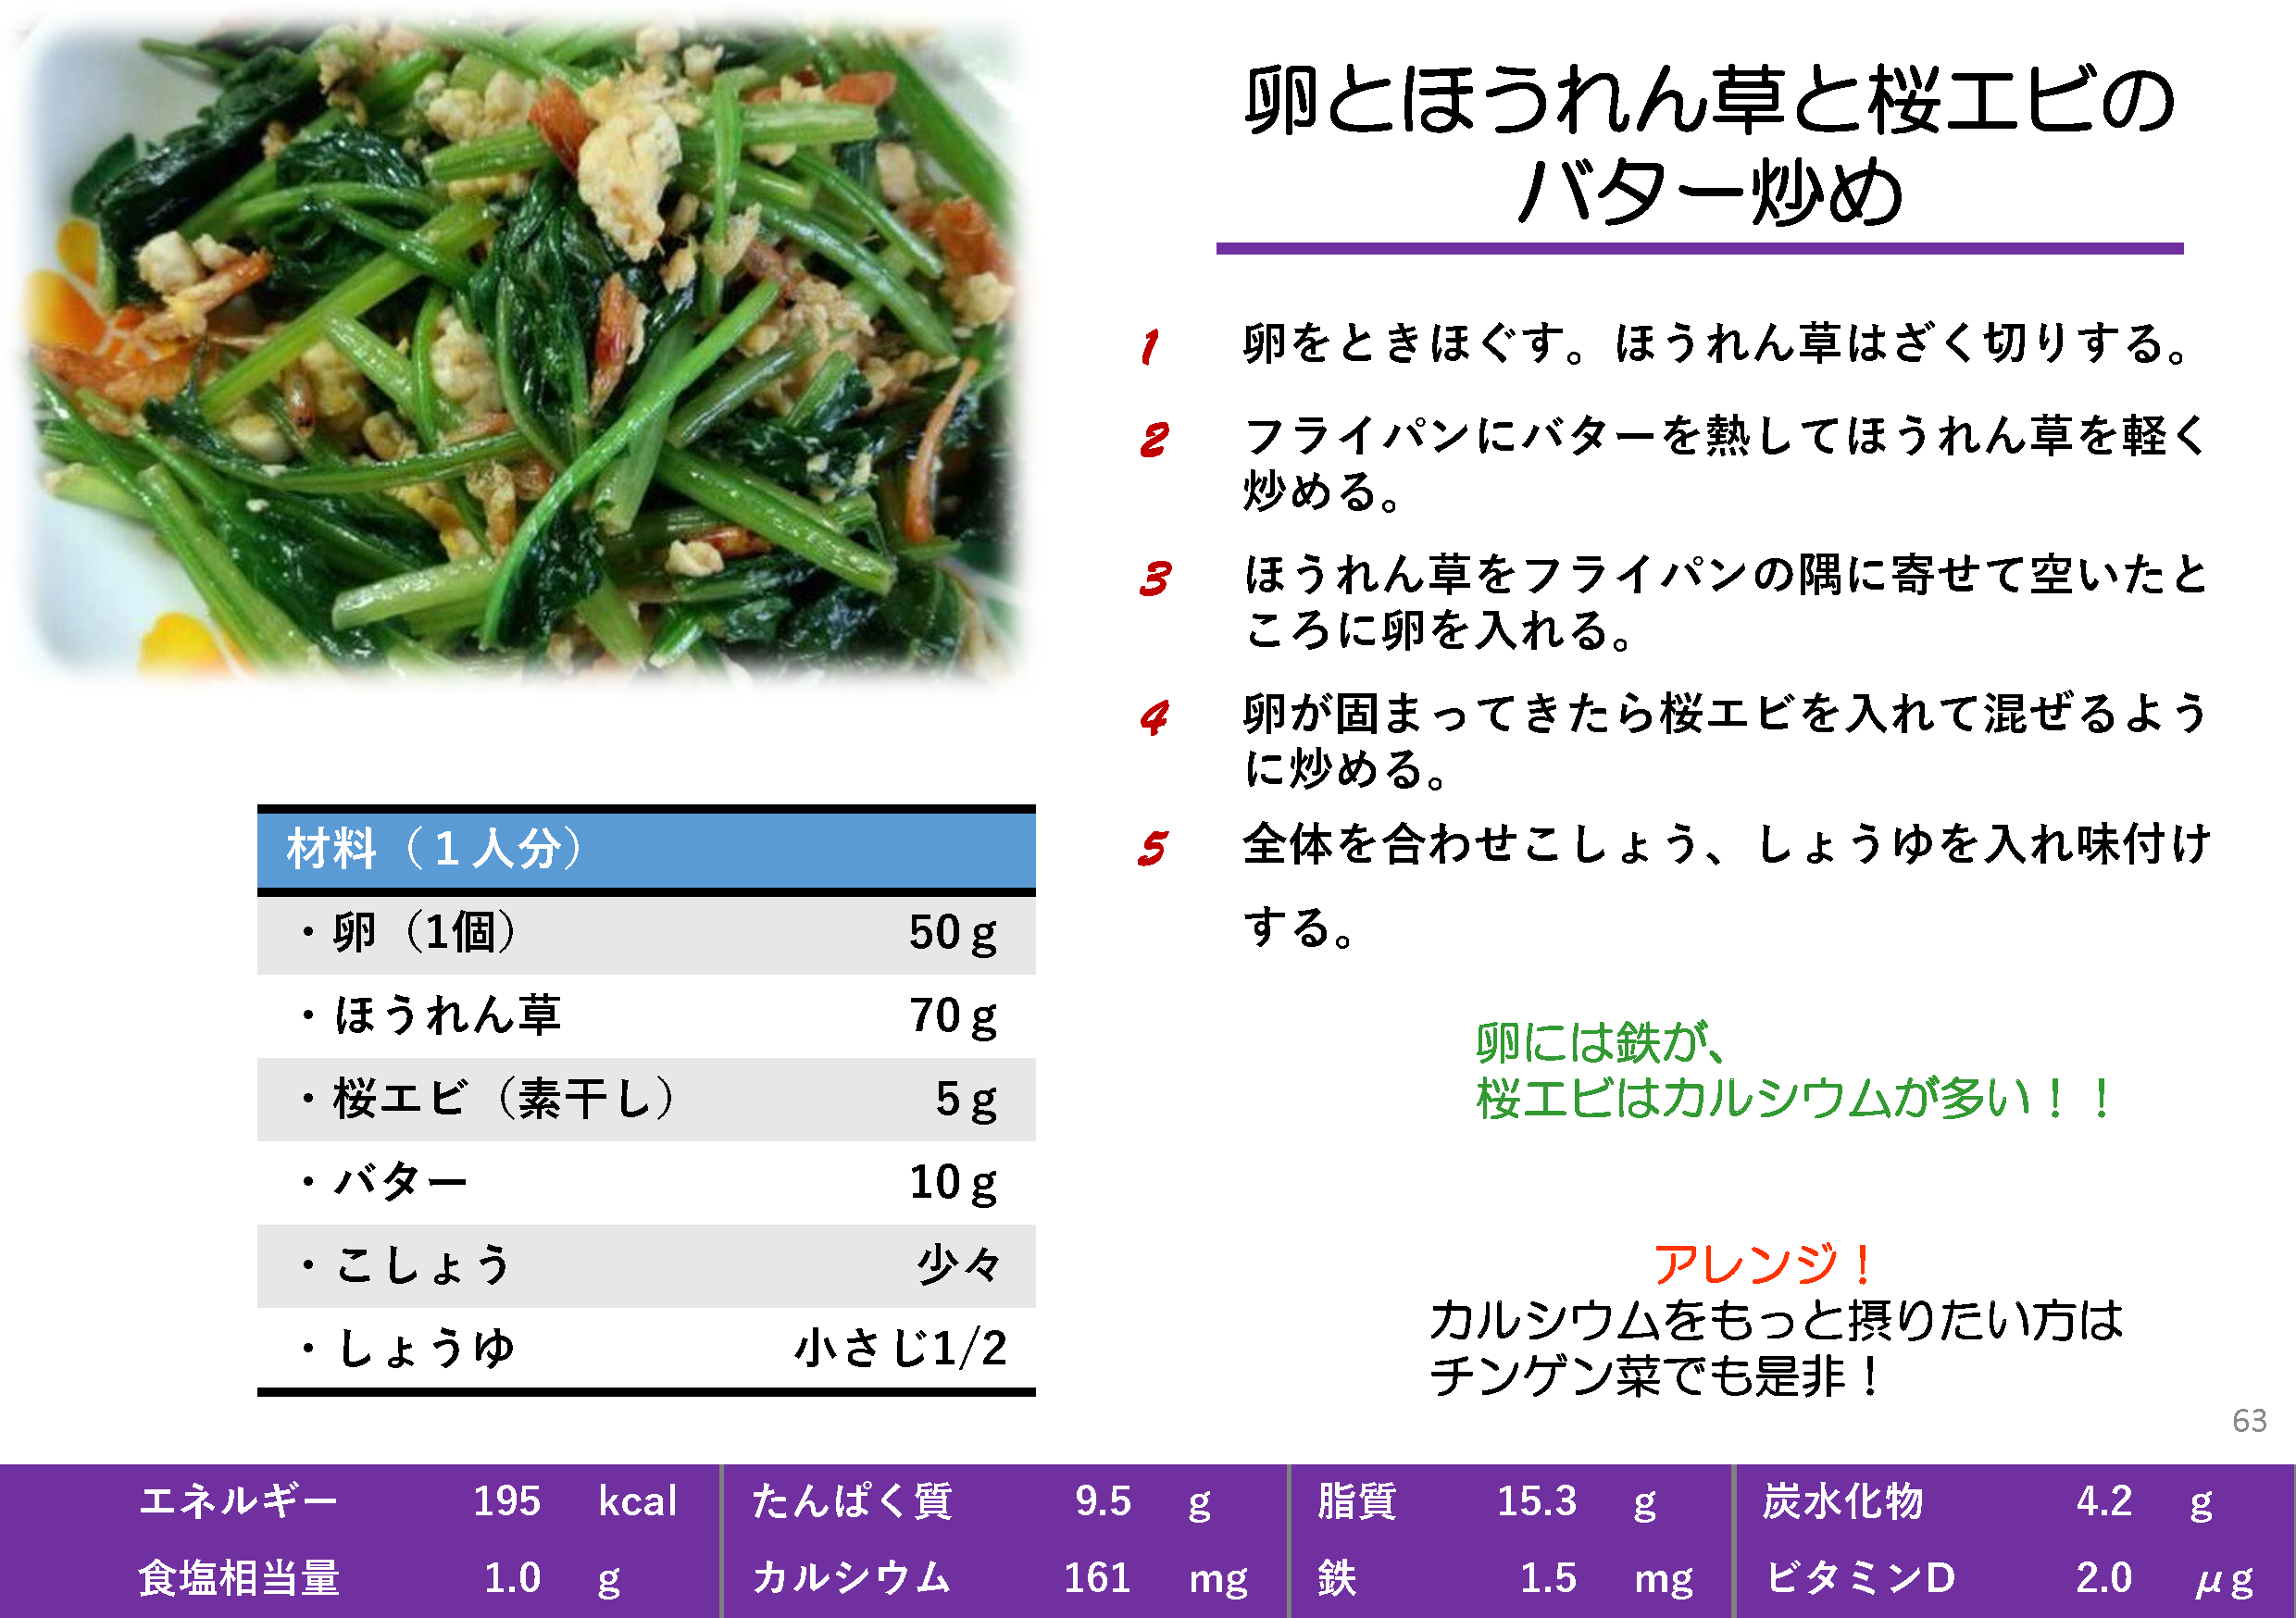 卵とほうれん草と桜エビの
バター炒め
1 卵をときほぐす。ほうれん草はざく切りする。
2 フライパンにバターを熱してほうれん草を軽く
炒める。
3 ほうれん草をフライパンの隅に寄せて空いたと
ころに卵を入れる。
4 卵が固まってきたら桜エビを入れて混ぜるよう
に炒める。
5 全体を合わせこしょう、しょうゆを入れ味付け
する。
材料（１人分）
・卵（1個） 50ｇ
・ほうれん草 70ｇ
・桜エビ（素干し） 5ｇ
・バター 10ｇ
・こしょう 少々
・しょうゆ 小さじ1/2
卵には鉄が、
桜エビはカルシウムが多い！！
アレンジ！
カルシウムをもっと摂りたい方は
チンゲン菜でも是非！
63
エネルギー 195 kcal たんぱく質 9.5 g 脂質 15.3 g 炭水化物 4.2 g
食塩相当量 1.0 g カルシウム 161 mg 鉄 1.5 mg ビタミンD 2.0 μg